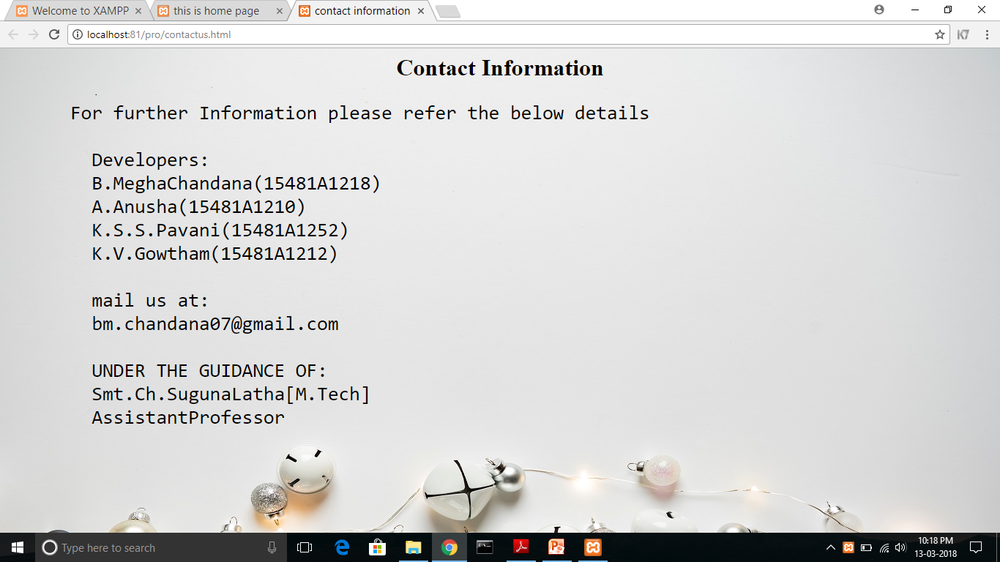 Welcome to XAMPP
this is home page
contact information
localhost:81/pro/contactus.html
K7
Contact Information
For further Information please refer the below details
Developers:
B.MeghaChandana(15481A1218)
A.Anusha(15481A1210)
K.S.S.Pavani(15481A1252)
K.V.Gowtham(15481A1212)
mail us at:
bm.chandana07@gmail.com
UNDER THE GUIDANCE OF:
Smt.Ch.SugunaLatha[M.Tech]
AssistantProfessor
Type here to search
10:18 PM
13-03-2018